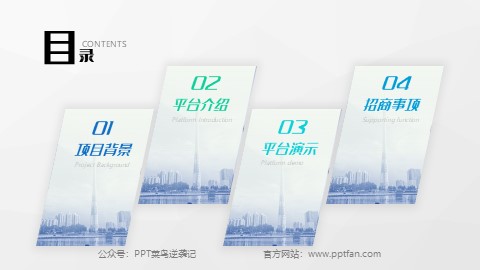 目录
CONTENTS
01
项目背景
Project Background
02
平台介绍
Platform Introduction
03
平台演示
Platform demo
04
招商事项
Supporting function
公众号：PPT菜鸟逆袭记
官方网站：www.pptfan.com